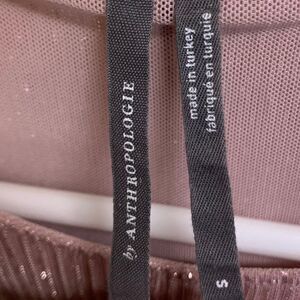 by ANTHROPOLOGIE
made in turkey
fabriqué en turquie
S